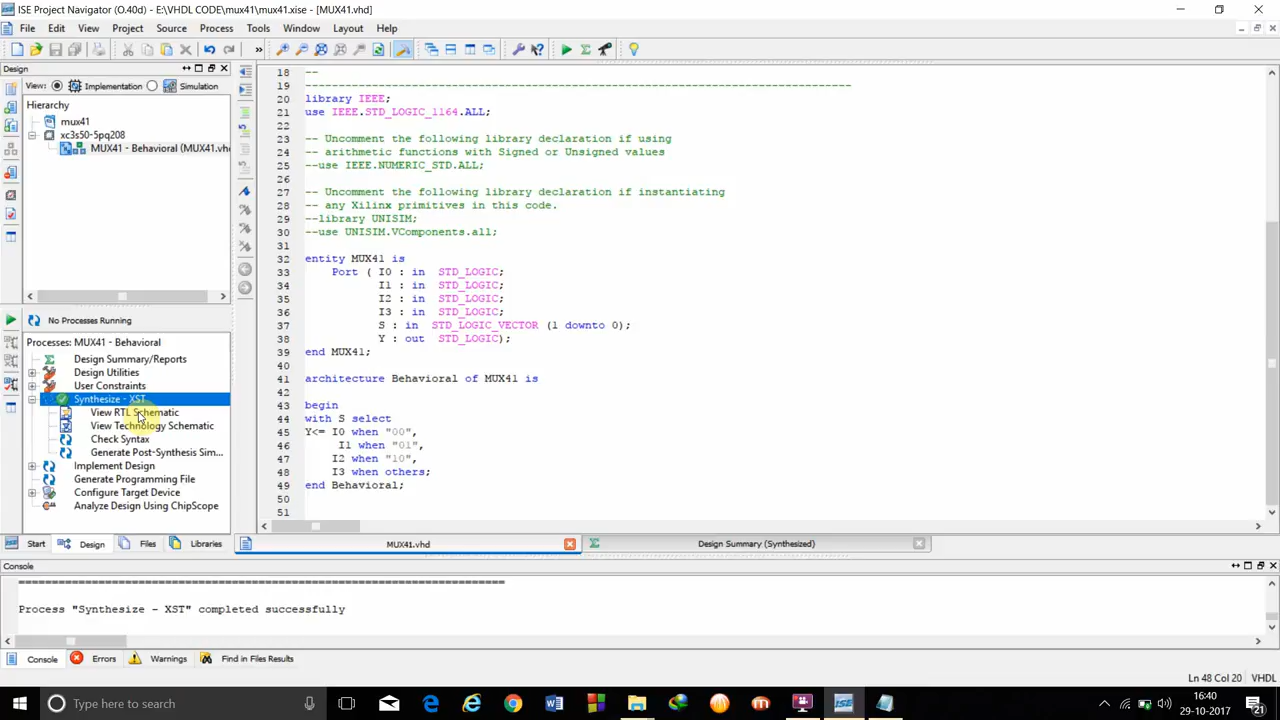 ISE Project Navigator (O.40d) - E:\VHDL CODE\mux41\mux41.xise - [MUX41.vhd]
File Edit View Project Source Process Tools Window Layout Help
»
Design
View: Implementation Simulation
Hierarchy
mux41
xc3s50-5pq208
MUX41 - Behavioral (MUX41.vhd
No Processes Running
Processes: MUX41 - Behavioral
Design Summary/Reports
Design Utilities
User Constraints
Synthesize - XST
View RTL Schematic
View Technology Schematic
Check Syntax
Generate Post-Synthesis Sim...
Implement Design
Generate Programming File
Configure Target Device
Analyze Design Using ChipScope
Start Design Files Libraries
18 --
19 ----------------------------------------------------------------------------------
20 library IEEE;
21 use IEEE.STD_LOGIC_1164.ALL;
22
23 -- Uncomment the following library declaration if using
24 -- arithmetic functions with Signed or Unsigned values
25 --use IEEE.NUMERIC_STD.ALL;
26
27 -- Uncomment the following library declaration if instantiating
28 -- any Xilinx primitives in this code.
29 --library UNISIM;
30 --use UNISIM.VComponents.all;
31
32 entity MUX41 is
33 Port ( I0 : in STD_LOGIC;
34 I1 : in STD_LOGIC;
35 I2 : in STD_LOGIC;
36 I3 : in STD_LOGIC;
37 S : in STD_LOGIC_VECTOR (1 downto 0);
38 Y : out STD_LOGIC);
39 end MUX41;
40
41 architecture Behavioral of MUX41 is
42
43 begin
44 with S select
45 Y<= I0 when "00",
46 I1 when "01",
47 I2 when "10",
48 I3 when others;
49 end Behavioral;
50
51
MUX41.vhd Design Summary (Synthesized)
Console
=========================================================================
Process "Synthesize - XST" completed successfully
Console Errors Warnings Find in Files Results
Ln 48 Col 20 VHDL
Type here to search
ISE
16:40
29-10-2017
21